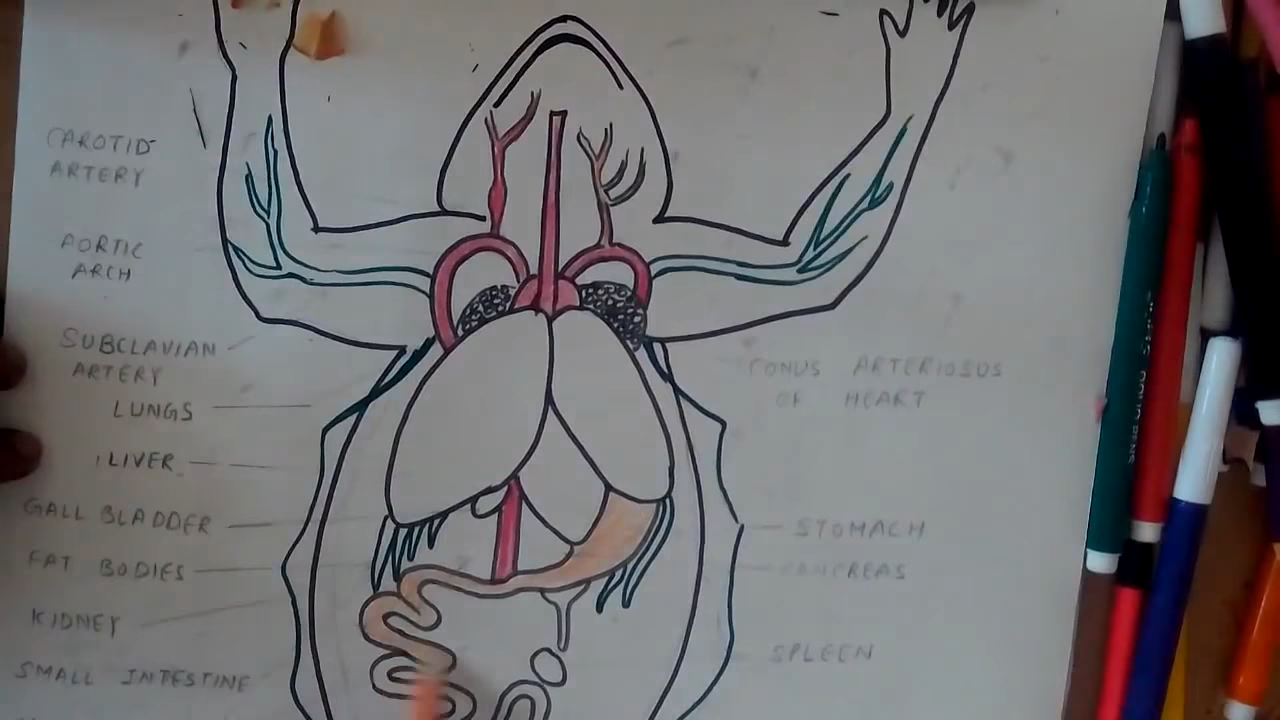 CAROTID
ARTERY
AORTIC
ARCH
SUBCLAVIAN
ARTERY
LUNGS
LIVER
GALL BLADDER
FAT BODIES
KIDNEY
SMALL INTESTINE
CONUS ARTERIOSUS
OF HEART
STOMACH
PANCREAS
SPLEEN